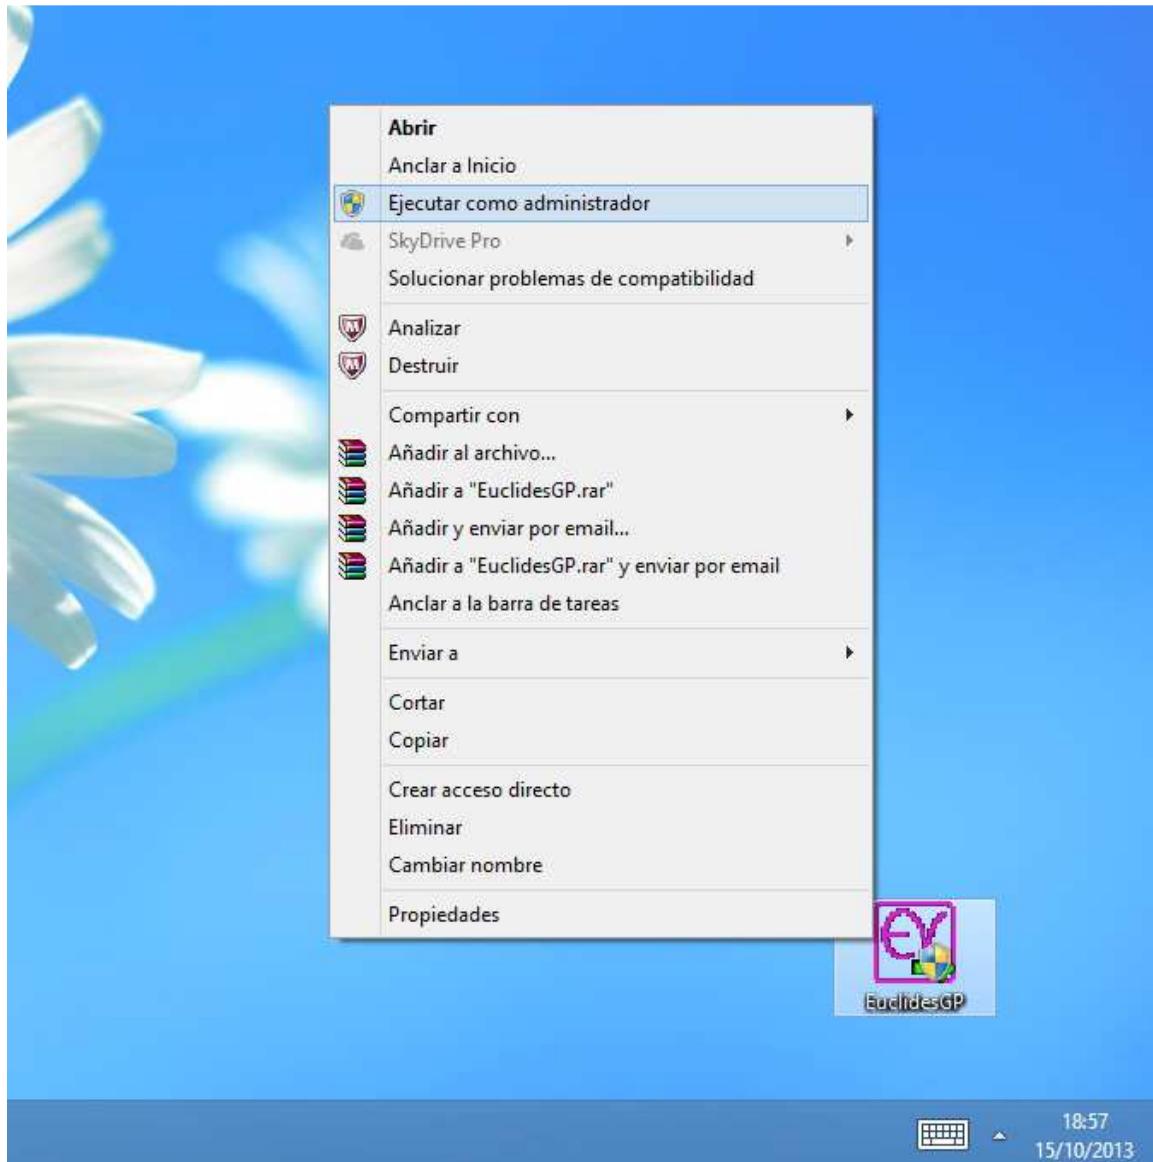 Abrir
Anclar a Inicio
Ejecutar como administrador
SkyDrive Pro
Solucionar problemas de compatibilidad
Analizar
Destruir
Compartir con
Añadir al archivo...
Añadir a "EuclidesGP.rar"
Añadir y enviar por email...
Añadir a "EuclidesGP.rar" y enviar por email
Anclar a la barra de tareas
Enviar a
Cortar
Copiar
Crear acceso directo
Eliminar
Cambiar nombre
Propiedades
EuclidesGP
18:57
15/10/2013